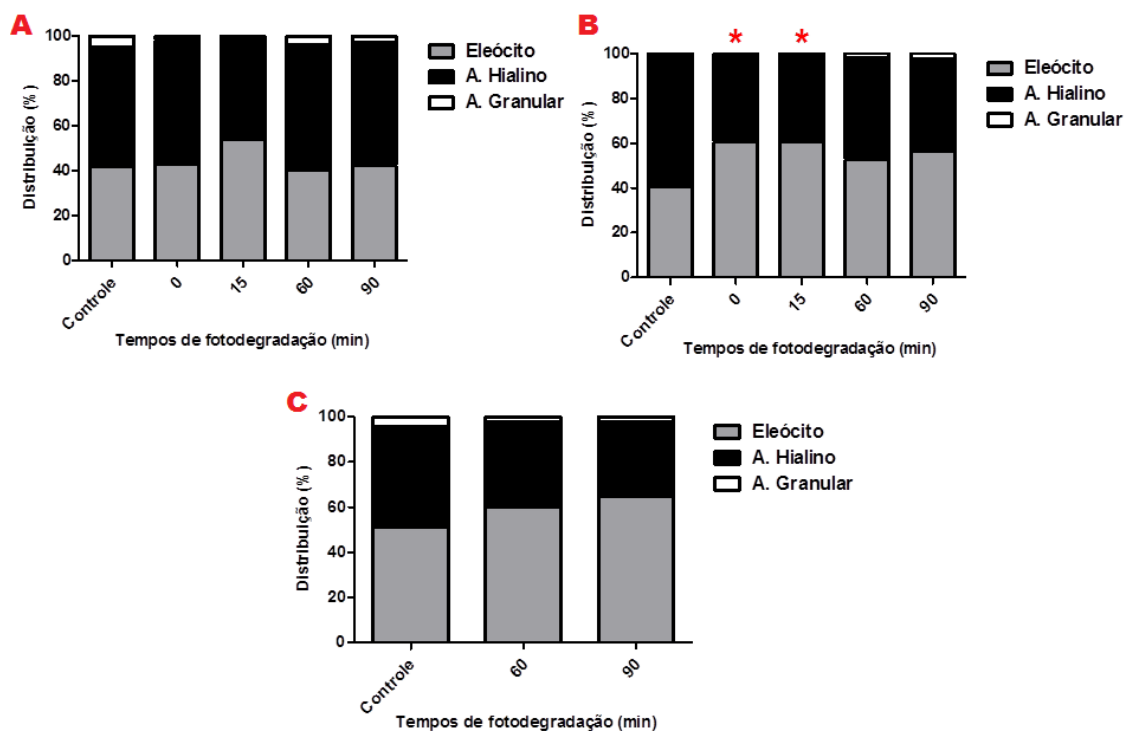 A
Distribuição (%)
100
80
60
40
20
0
Controle
0
15
60
90
Tempos de fotodegradação (min)
Eleócito
A. Hialino
A. Granular
B
* *
Distribuição (%)
100
80
60
40
20
0
Controle
0
15
60
90
Tempos de fotodegradação (min)
Eleócito
A. Hialino
A. Granular
C
Distribuição (%)
100
80
60
40
20
0
Controle
60
90
Tempos de fotodegradação (min)
Eleócito
A. Hialino
A. Granular